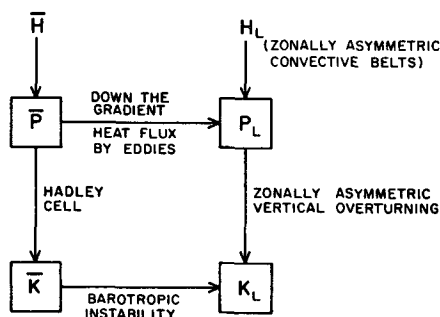 H̅
H_L
(ZONALLY ASYMMETRIC
CONVECTIVE BELTS)
P̅
DOWN THE
GRADIENT
HEAT FLUX
BY EDDIES
P_L
HADLEY
CELL
ZONALLY ASYMMETRIC
VERTICAL OVERTURNING
K̅
BAROTROPIC
INSTABILITY
K_L